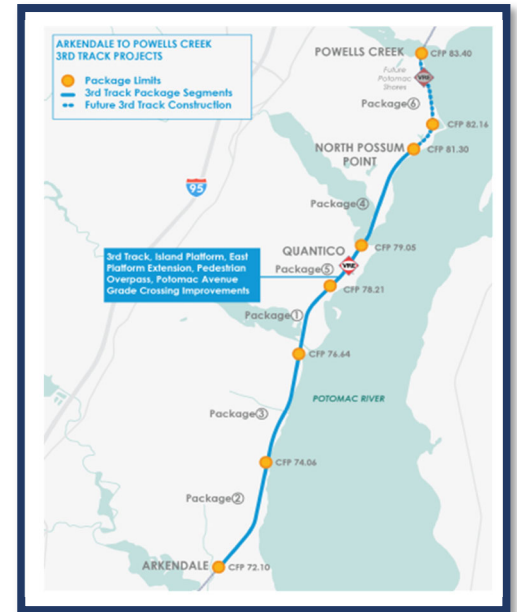 ARKENDALE TO POWELLS CREEK
3RD TRACK PROJECTS
Package Limits
3rd Track Package Segments
Future 3rd Track Construction
POWELLS CREEK
CFP 83.40
Future
Potomac
Shores
VRE
Package⑥
CFP 82.16
NORTH POSSUM
POINT
CFP 81.30
95
Package④
QUANTICO
CFP 79.05
3rd Track, Island Platform, East
Platform Extension, Pedestrian
Overpass, Potomac Avenue
Grade Crossing Improvements
Package⑤
VRE
CFP 78.21
Package①
CFP 76.64
POTOMAC RIVER
Package③
CFP 74.06
Package②
ARKENDALE
CFP 72.10